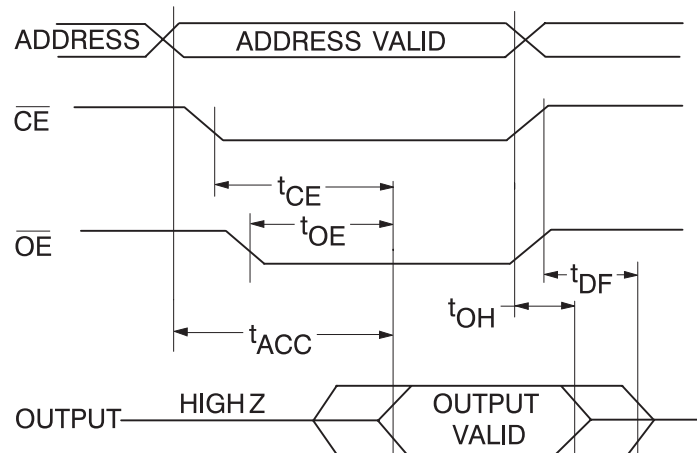 ADDRESS ADDRESS VALID
CE
tCE
tOE
OE
tDF
tOH
tACC
OUTPUT HIGH Z OUTPUT
VALID